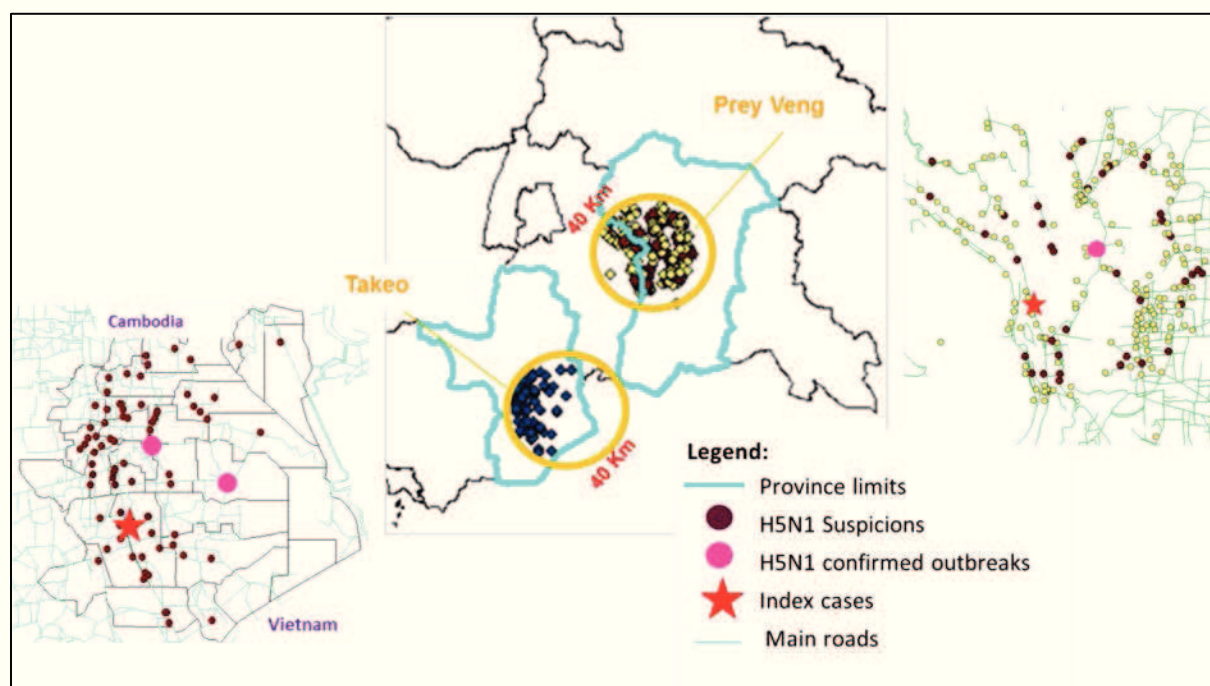 Prey Veng
40 Km
Takeo
Cambodia
40 Km
Vietnam
Legend:
Province limits
H5N1 Suspicions
H5N1 confirmed outbreaks
Index cases
Main roads